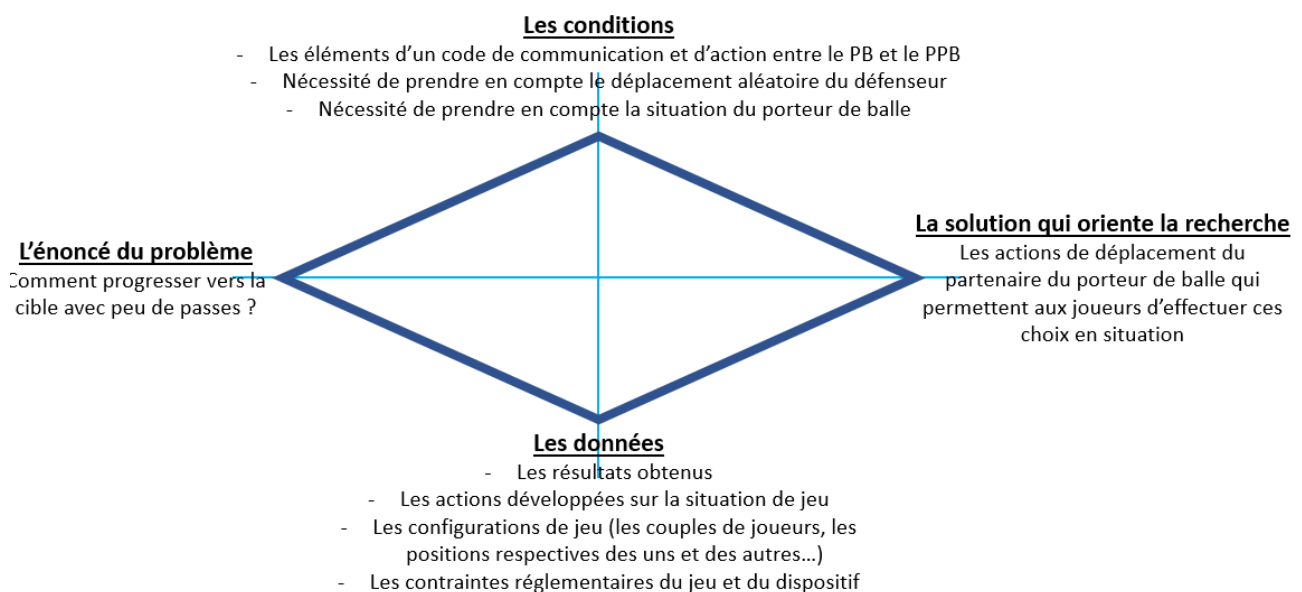 Les conditions
- Les éléments d'un code de communication et d'action entre le PB et le PPB
- Nécessité de prendre en compte le déplacement aléatoire du défenseur
- Nécessité de prendre en compte la situation du porteur de balle
L'énoncé du problème
Comment progresser vers la
cible avec peu de passes ?
La solution qui oriente la recherche
Les actions de déplacement du
partenaire du porteur de balle qui
permettent aux joueurs d'effectuer ces
choix en situation
Les données
- Les résultats obtenus
- Les actions développées sur la situation de jeu
- Les configurations de jeu (les couples de joueurs, les
positions respectives des uns et des autres…)
- Les contraintes réglementaires du jeu et du dispositif